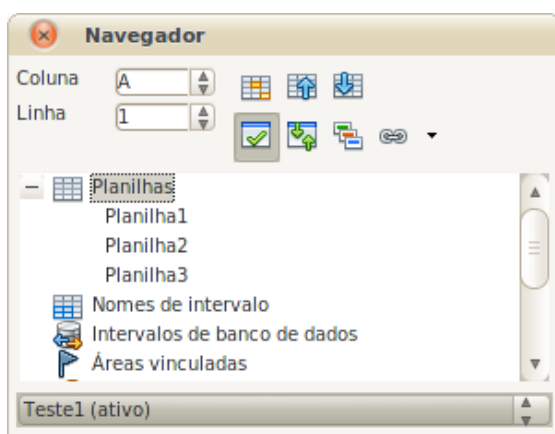 Navegador
Coluna A
Linha 1
Planilhas
Planilha1
Planilha2
Planilha3
Nomes de intervalo
Intervalos de banco de dados
Áreas vinculadas
Teste1 (ativo)